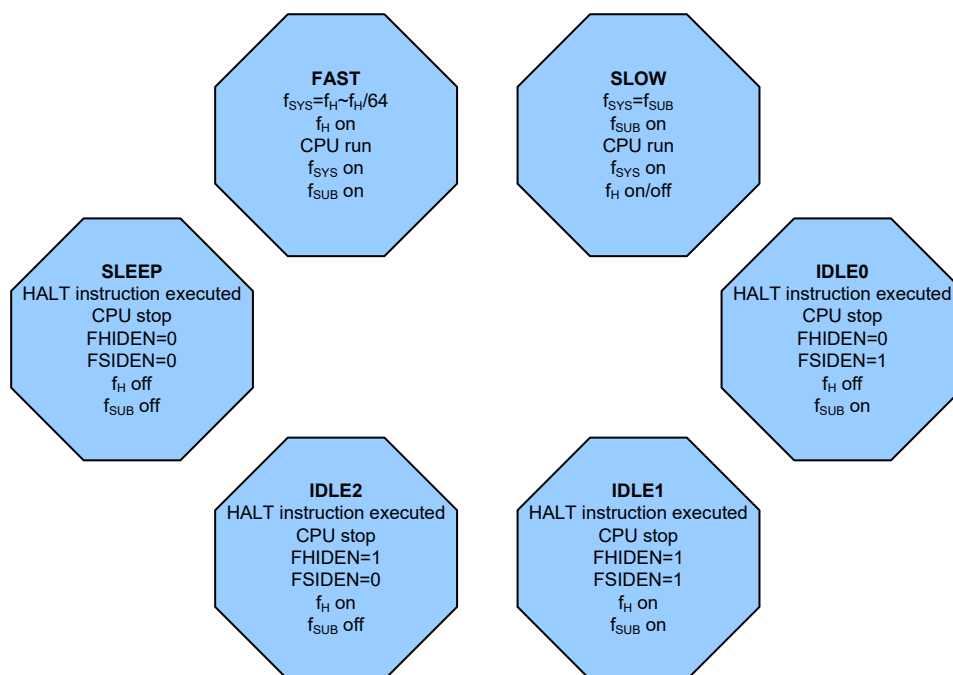 FAST
fSYS=fH~fH/64
fH on
CPU run
fSYS on
fSUB on
SLOW
fSYS=fSUB
fSUB on
CPU run
fSYS on
fH on/off
SLEEP
HALT instruction executed
CPU stop
FHIDEN=0
FSIDEN=0
fH off
fSUB off
IDLE0
HALT instruction executed
CPU stop
FHIDEN=0
FSIDEN=1
fH off
fSUB on
IDLE2
HALT instruction executed
CPU stop
FHIDEN=1
FSIDEN=0
fH on
fSUB off
IDLE1
HALT instruction executed
CPU stop
FHIDEN=1
FSIDEN=1
fH on
fSUB on